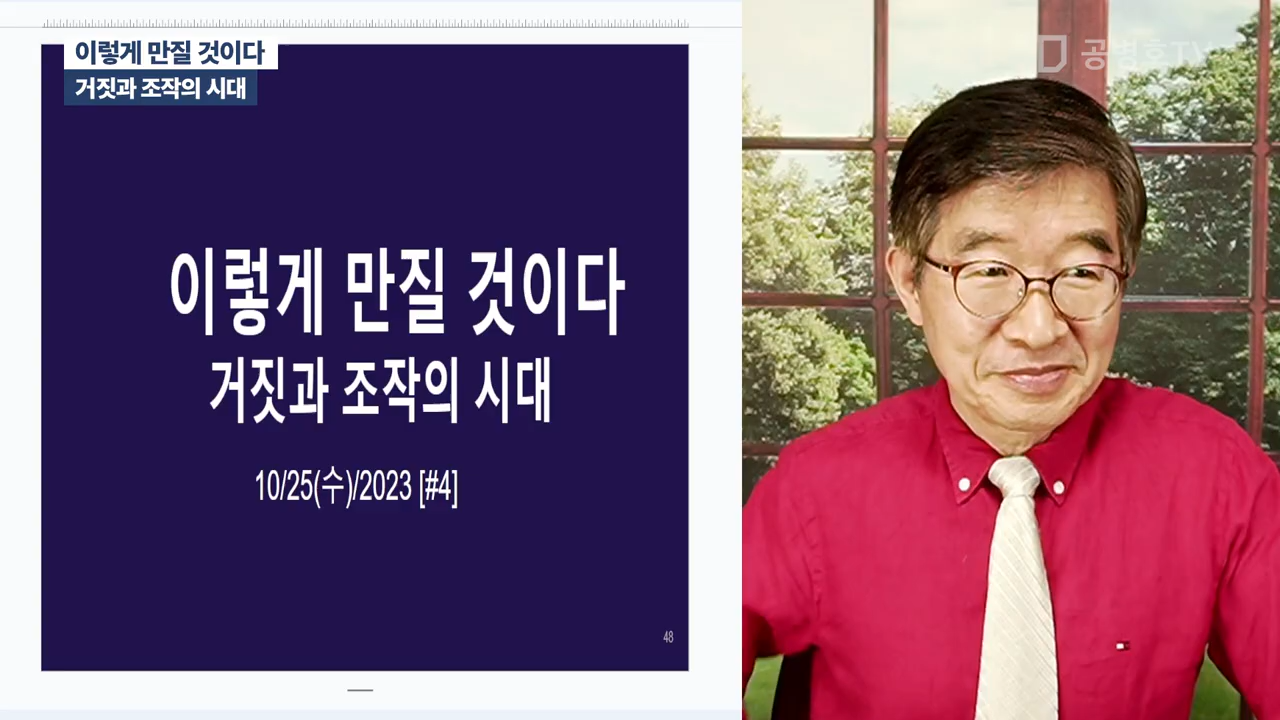 이렇게 만질 것이다
거짓과 조작의 시대
공병호TV
이렇게 만질 것이다
거짓과 조작의 시대
10/25(수)/2023 [#4]
48